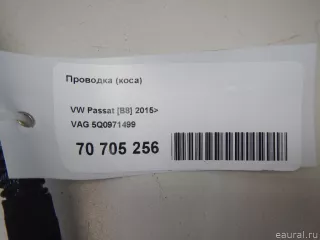 Проводка (коса)
VW Passat [B8] 2015>
VAG 5Q0971499
70 705 256
eaural.ru